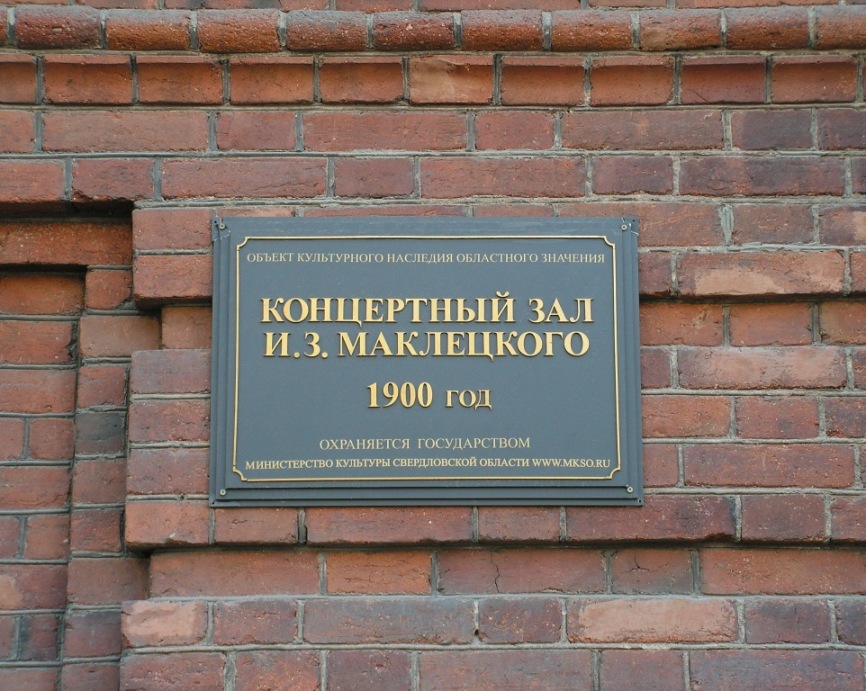 ОБЪЕКТ КУЛЬТУРНОГО НАСЛЕДИЯ ОБЛАСТНОГО ЗНАЧЕНИЯ
КОНЦЕРТНЫЙ ЗАЛ
И.З. МАКЛЕЦКОГО
1900 ГОД
ОХРАНЯЕТСЯ ГОСУДАРСТВОМ
МИНИСТЕРСТВО КУЛЬТУРЫ СВЕРДЛОВСКОЙ ОБЛАСТИ WWW.MKSO.RU